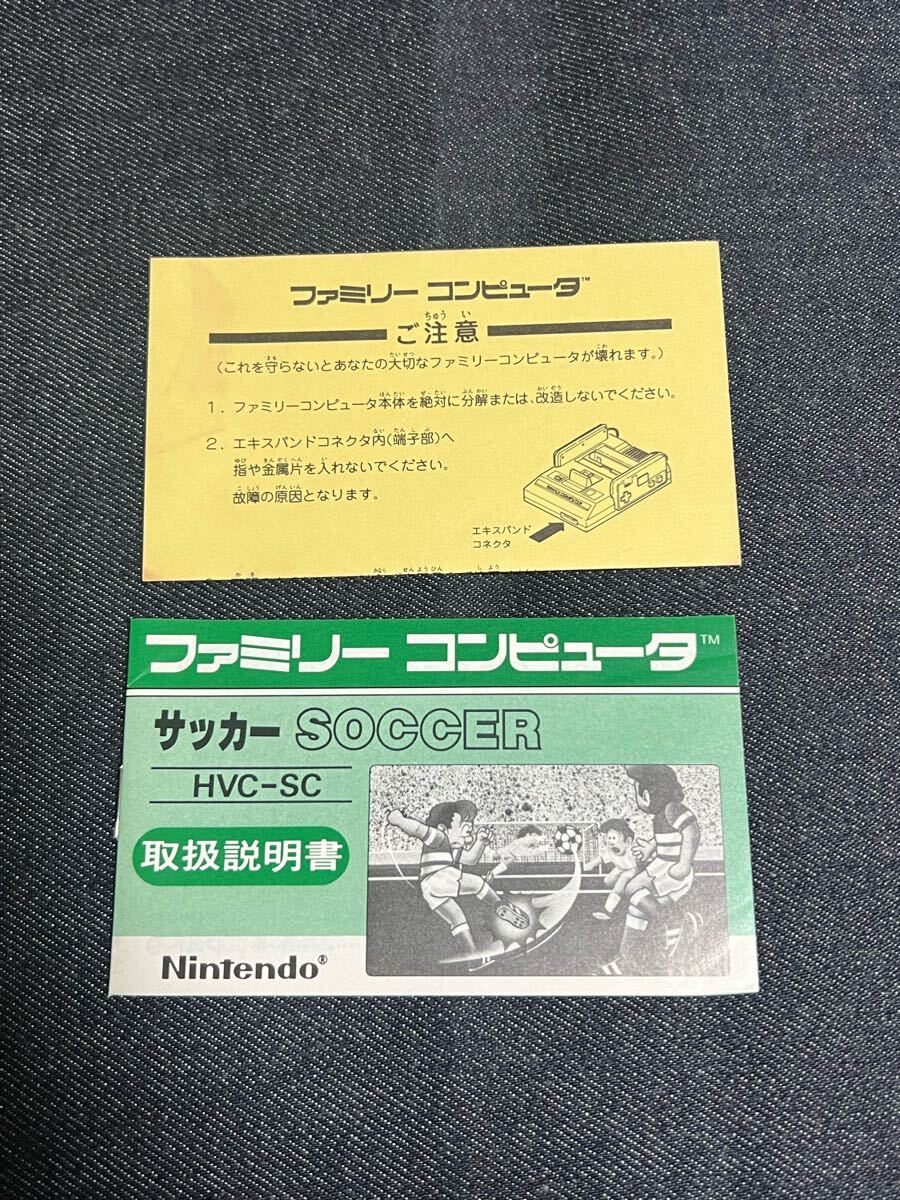 ファミリー コンピュータ™
ご注意
(これを守らないとあなたの大切なファミリーコンピュータが壊れます。)
1. ファミリーコンピュータ本体を絶対に分解または、改造しないでください。
2. エキスパンドコネクタ内(端子部)へ
指や金属片を入れないでください。
故障の原因となります。
エキスパンド
コネクタ
ファミリー コンピュータ™
サッカー SOCCER
HVC-SC
取扱説明書
Nintendo®